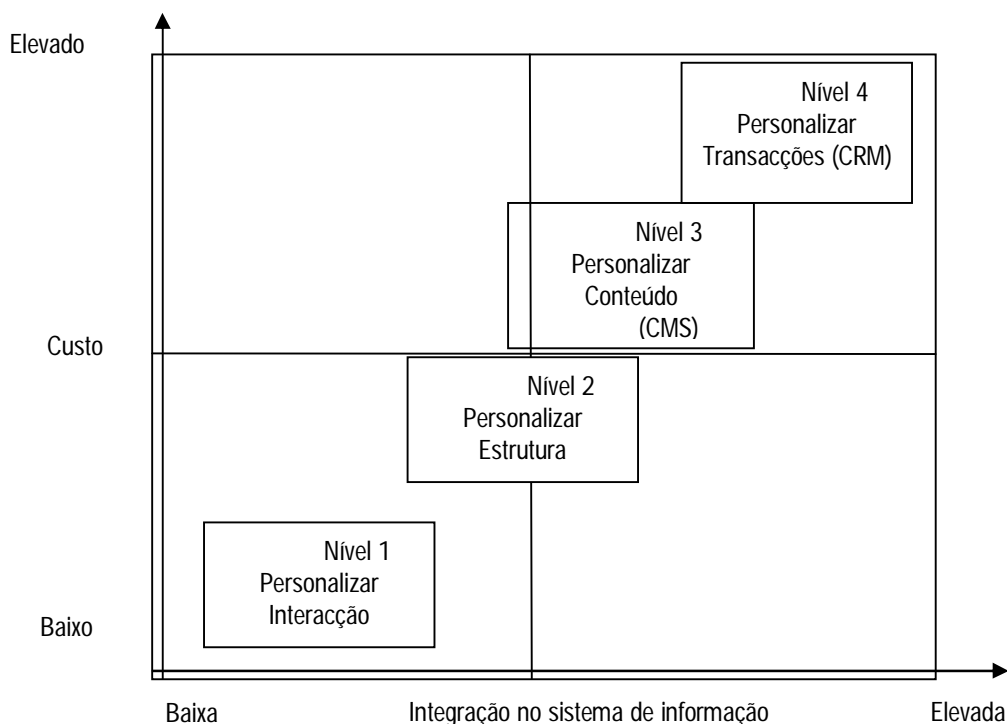 Elevado
Nível 4
Personalizar
Transacções (CRM)
Nível 3
Personalizar
Conteúdo
(CMS)
Custo
Nível 2
Personalizar
Estrutura
Nível 1
Personalizar
Interacção
Baixo
Baixa
Integração no sistema de informação
Elevada